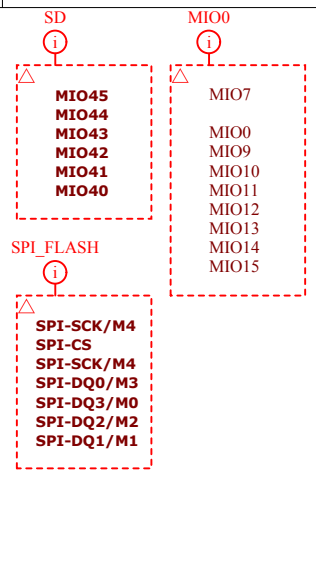 SD
i
MIO45
MIO44
MIO43
MIO42
MIO41
MIO40
MIO0
i
MIO7
MIO0
MIO9
MIO10
MIO11
MIO12
MIO13
MIO14
MIO15
SPI_FLASH
i
SPI-SCK/M4
SPI-CS
SPI-SCK/M4
SPI-DQ0/M3
SPI-DQ3/M0
SPI-DQ2/M2
SPI-DQ1/M1